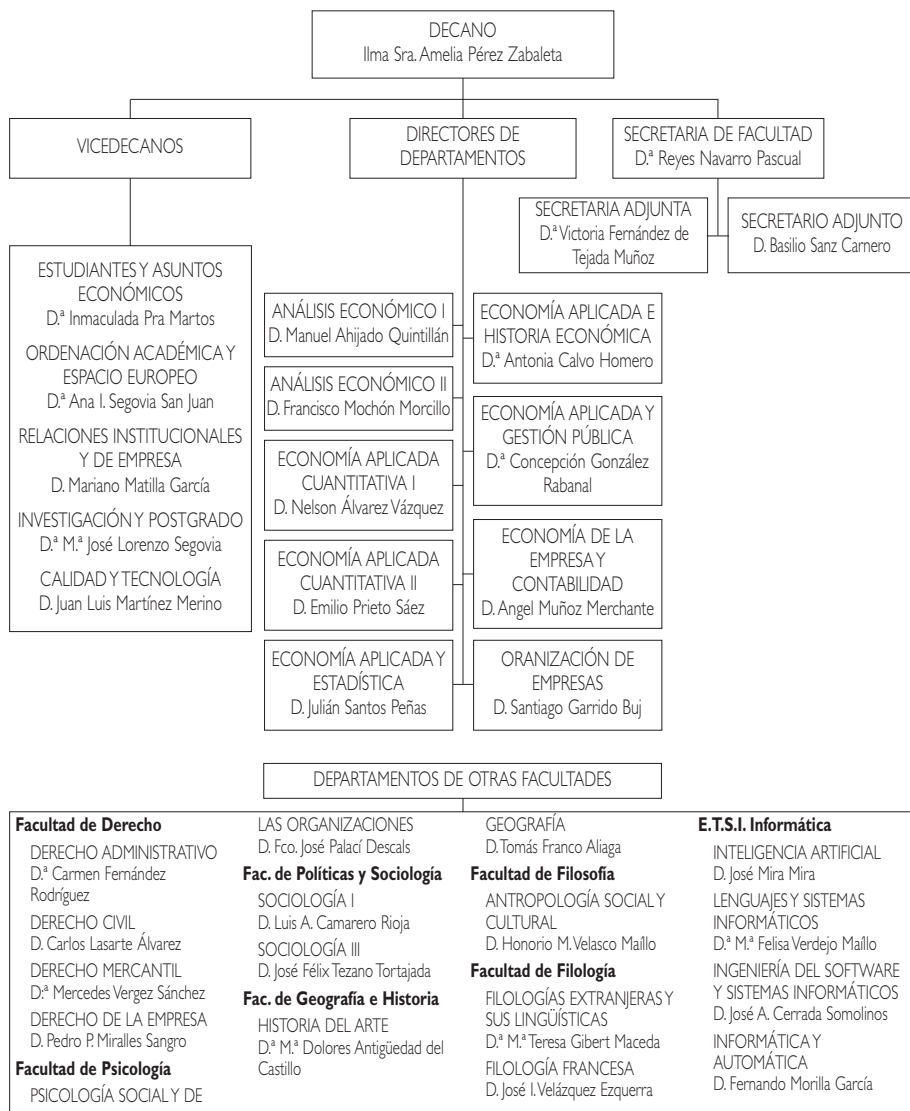 DECANO
Ilma Sra. Amelia Pérez Zabaleta
VICEDECANOS
DIRECTORES DE
DEPARTAMENTOS
SECRETARIA DE FACULTAD
D.ª Reyes Navarro Pascual
SECRETARIA ADJUNTA
D.ª Victoria Fernández de
Tejada Muñoz
SECRETARIO ADJUNTO
D. Basilio Sanz Carnero
ESTUDIANTES Y ASUNTOS
ECONÓMICOS
D.ª Inmaculada Pra Martos
ORDENACIÓN ACADÉMICA Y
ESPACIO EUROPEO
D.ª Ana I. Segovia San Juan
RELACIONES INSTITUCIONALES
Y DE EMPRESA
D. Mariano Matilla García
INVESTIGACIÓN Y POSTGRADO
D.ª M.ª José Lorenzo Segovia
CALIDAD Y TECNOLOGÍA
D. Juan Luis Martínez Merino
ANÁLISIS ECONÓMICO I
D. Manuel Ahijado Quintillán
ANÁLISIS ECONÓMICO II
D. Francisco Mochón Morcillo
ECONOMÍA APLICADA
CUANTITATIVA I
D. Nelson Álvarez Vázquez
ECONOMÍA APLICADA
CUANTITATIVA II
D. Emilio Prieto Sáez
ECONOMÍA APLICADA Y
ESTADÍSTICA
D. Julián Santos Peñas
ECONOMÍA APLICADA E
HISTORIA ECONÓMICA
D.ª Antonia Calvo Hornero
ECONOMÍA APLICADA Y
GESTIÓN PÚBLICA
D.ª Concepción González
Rabanal
ECONOMÍA DE LA
EMPRESA Y
CONTABILIDAD
D. Angel Muñoz Merchante
ORANIZACIÓN DE
EMPRESAS
D. Santiago Garrido Buj
DEPARTAMENTOS DE OTRAS FACULTADES
Facultad de Derecho
DERECHO ADMINISTRATIVO
D.ª Carmen Fernández
Rodríguez
DERECHO CIVIL
D. Carlos Lasarte Álvarez
DERECHO MERCANTIL
D.ª Mercedes Vergez Sánchez
DERECHO DE LA EMPRESA
D. Pedro P. Miralles Sangro
Facultad de Psicología
PSICOLOGÍA SOCIAL Y DE
LAS ORGANIZACIONES
D. Fco. José Palací Descals
Fac. de Políticas y Sociología
SOCIOLOGÍA I
D. Luis A. Camarero Rioja
SOCIOLOGÍA III
D. José Félix Tezano Tortajada
Fac. de Geografía e Historia
HISTORIA DEL ARTE
D.ª M.ª Dolores Antigüedad del
Castillo
GEOGRAFÍA
D. Tomás Franco Aliaga
Facultad de Filosofía
ANTROPOLOGÍA SOCIAL Y
CULTURAL
D. Honorio M. Velasco Maíllo
Facultad de Filología
FILOLOGÍAS EXTRANJERAS Y
SUS LINGÜÍSTICAS
D.ª M.ª Teresa Gibert Maceda
FILOLOGÍA FRANCESA
D. José I. Velázquez Ezquerra
E.T.S.I. Informática
INTELIGENCIA ARTIFICIAL
D. José Mira Mira
LENGUAJES Y SISTEMAS
INFORMÁTICOS
D.ª M.ª Felisa Verdejo Maíllo
INGENIERÍA DEL SOFTWARE
Y SISTEMAS INFORMÁTICOS
D. José A. Cerrada Somolinos
INFORMÁTICA Y
AUTOMÁTICA
D. Fernando Morilla García